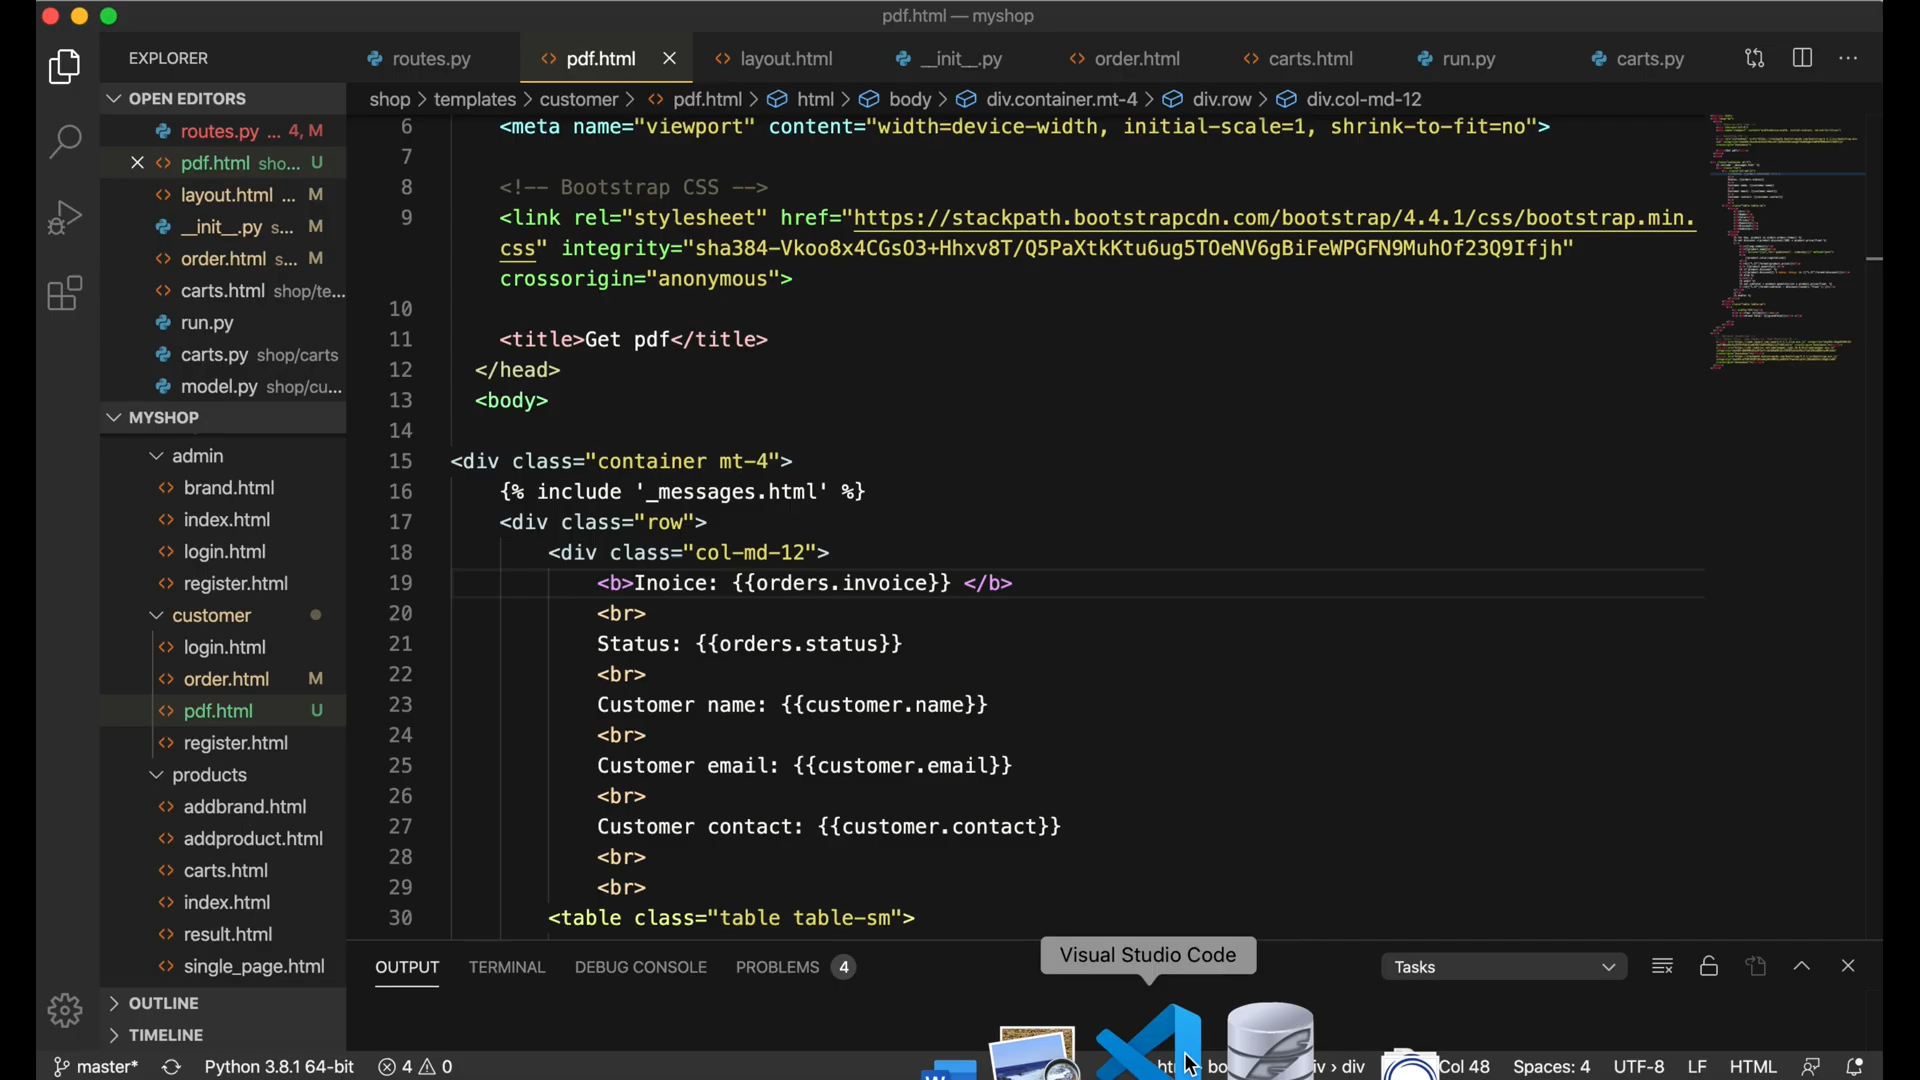 pdf.html — myshop
EXPLORER
routes.py
pdf.html
layout.html
__init__.py
order.html
carts.html
run.py
carts.py
OPEN EDITORS
shop > templates > customer > pdf.html > html > body > div.container.mt-4 > div.row > div.col-md-12
routes.py ... 4, M
pdf.html sho... U
layout.html ... M
__init__.py s... M
order.html s... M
carts.html shop/te...
run.py
carts.py shop/carts
model.py shop/cu...
MYSHOP
admin
brand.html
index.html
login.html
register.html
customer
login.html
order.html M
pdf.html U
register.html
products
addbrand.html
addproduct.html
carts.html
index.html
result.html
single_page.html
OUTLINE
TIMELINE
6 <meta name="viewport" content="width=device-width, initial-scale=1, shrink-to-fit=no">
7
8 <!-- Bootstrap CSS -->
9 <link rel="stylesheet" href="https://stackpath.bootstrapcdn.com/bootstrap/4.4.1/css/bootstrap.min.
css" integrity="sha384-Vkoo8x4CGsO3+Hhxv8T/Q5PaXtkKtu6ug5TOeNV6gBiFeWPGFN9MuhOf23Q9Ifjh"
crossorigin="anonymous">
10
11 <title>Get pdf</title>
12 </head>
13 <body>
14
15 <div class="container mt-4">
16 {% include '_messages.html' %}
17 <div class="row">
18 <div class="col-md-12">
19 <b>Inoice: {{orders.invoice}} </b>
20 <br>
21 Status: {{orders.status}}
22 <br>
23 Customer name: {{customer.name}}
24 <br>
25 Customer email: {{customer.email}}
26 <br>
27 Customer contact: {{customer.contact}}
28 <br>
29 <br>
30 <table class="table table-sm">
OUTPUT
TERMINAL
DEBUG CONSOLE
PROBLEMS 4
Visual Studio Code
Tasks
master*
Python 3.8.1 64-bit
4 0
Col 48
Spaces: 4
UTF-8
LF
HTML